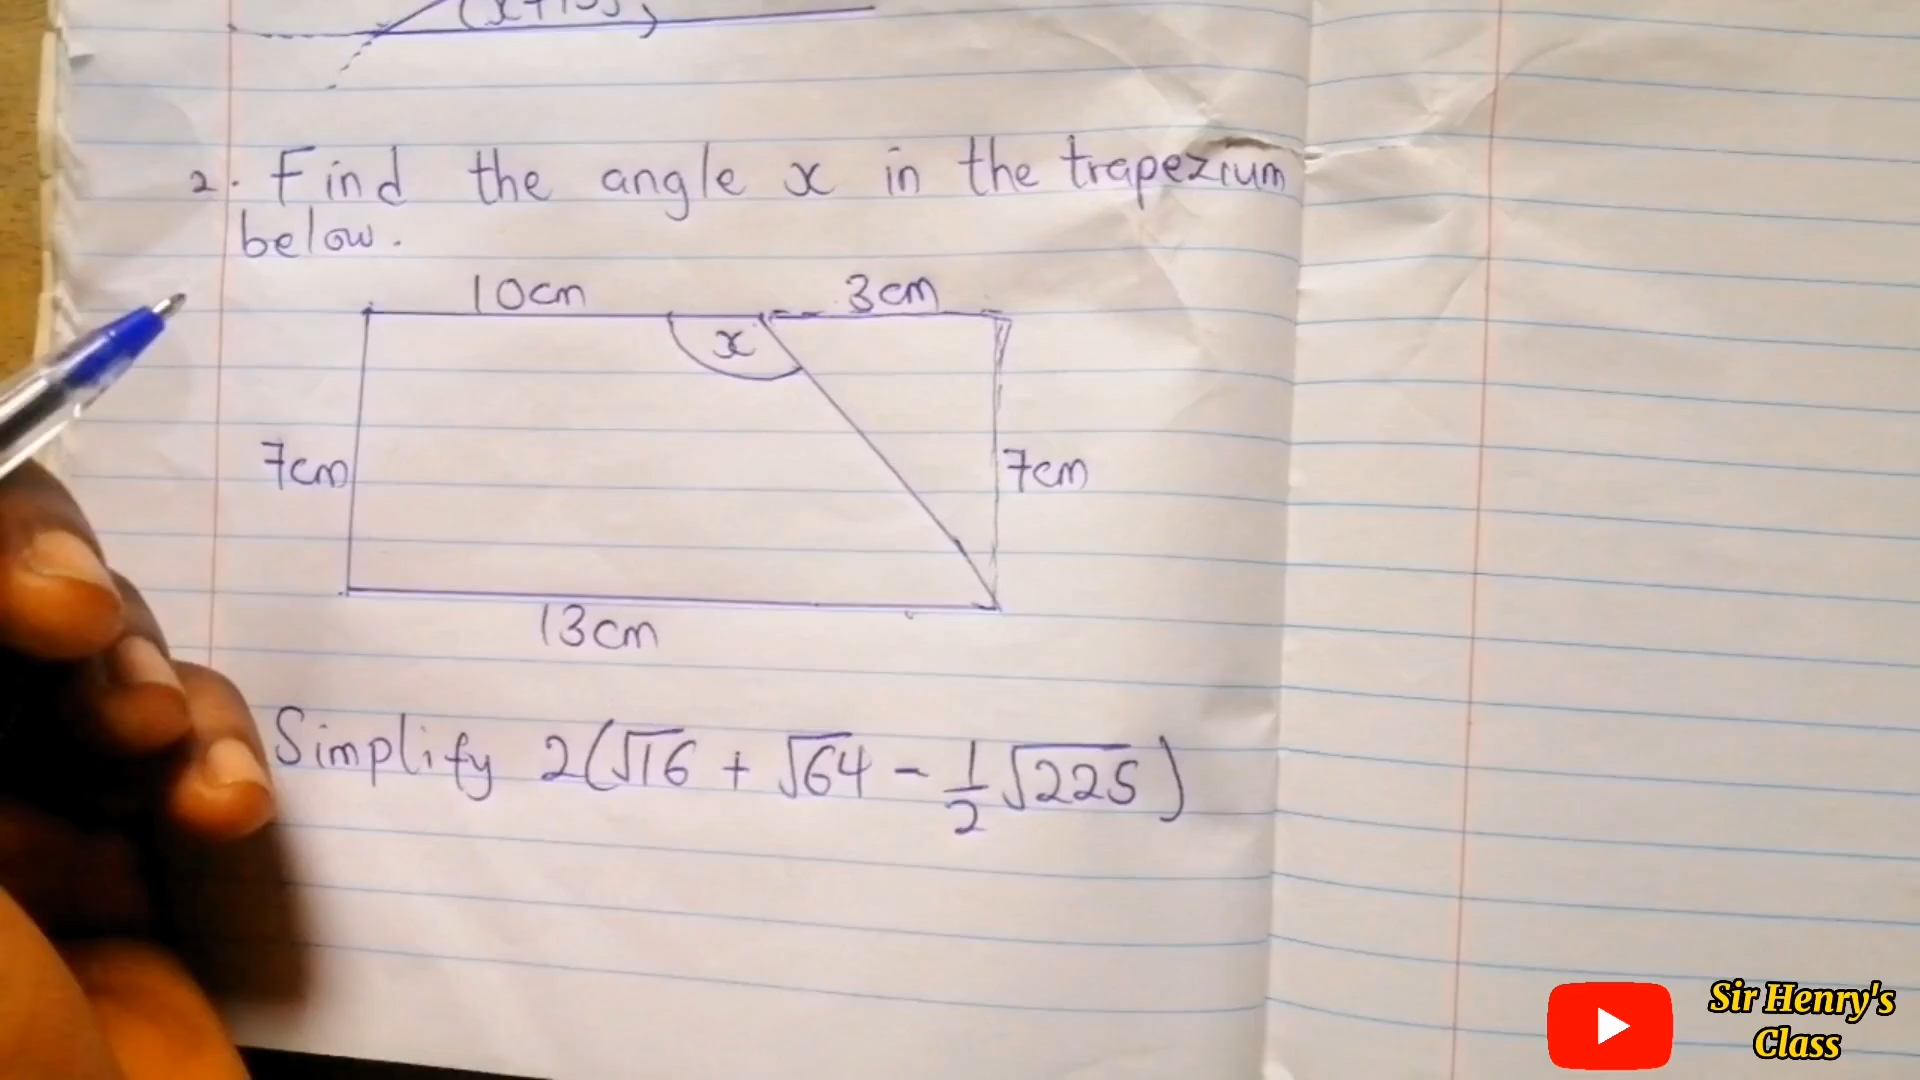 (x+15)
2. Find the angle x in the trapezium
below.
10cm 3cm
x
7cm 7cm
13cm
Simplify 2(√16 + √64 - 1/2 √225)
Sir Henry's
Class